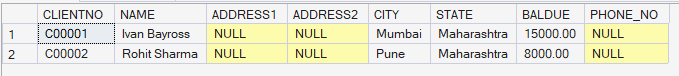 CLIENTNO NAME ADDRESS1 ADDRESS2 CITY STATE BALDUE PHONE_NO
1 C00001 Ivan Bayross NULL NULL Mumbai Maharashtra 15000.00 NULL
2 C00002 Rohit Sharma NULL NULL Pune Maharashtra 8000.00 NULL